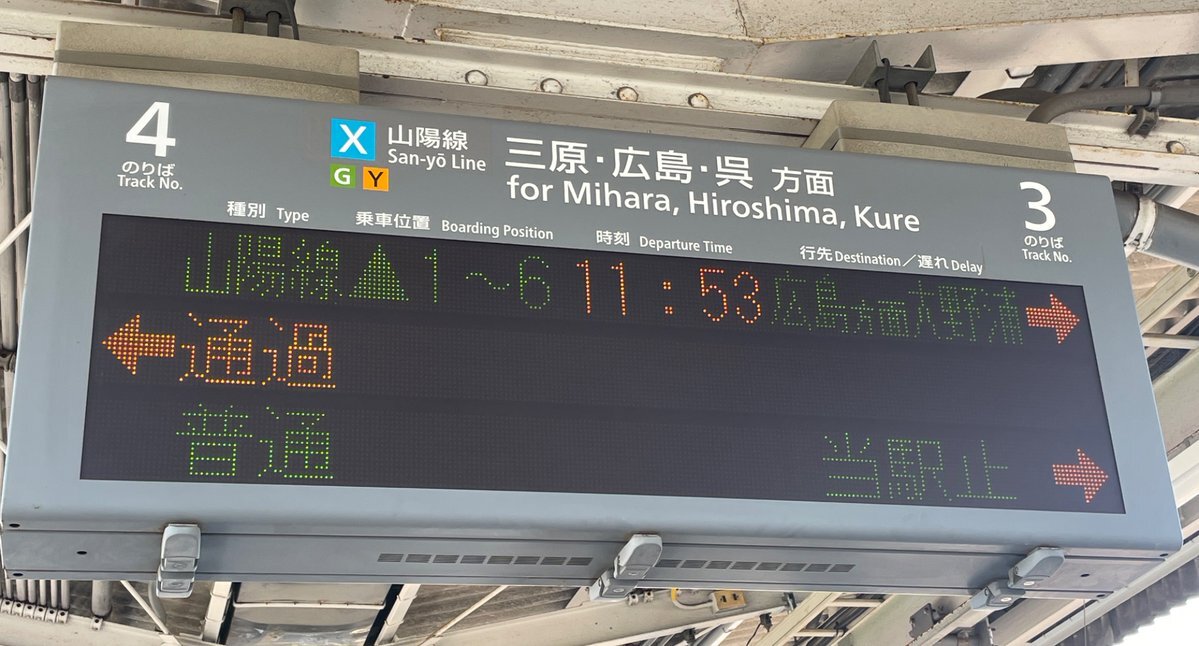 4
のりば
Track No.
X 山陽線
San-yō Line
G Y
三原・広島・呉 方面
for Mihara, Hiroshima, Kure
3
のりば
Track No.
種別 Type 乗車位置 Boarding Position 時刻 Departure Time 行先 Destination／遅れ Delay
山陽線▲1～6 11:53 広島方面大野浦→
←通過
普通 当駅止→